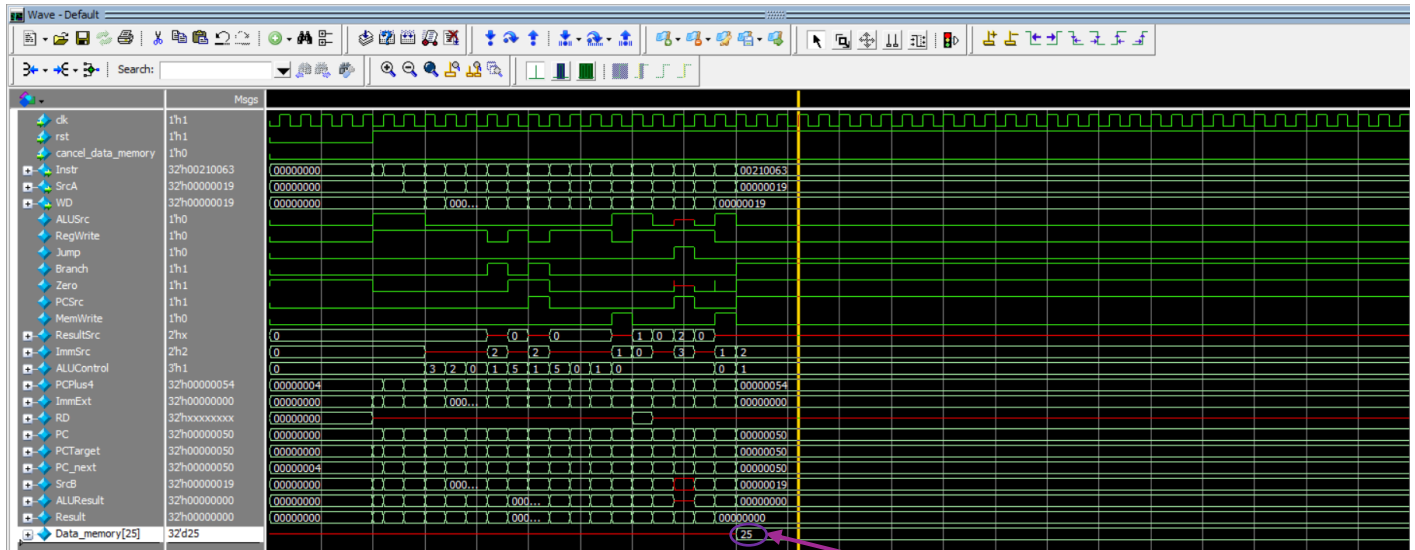 Wave - Default
Search:
Msgs
clk 1'h1
rst 1'h1
cancel_data_memory 1'h0
Instr 32'h00210063 00000000 00210063
SrcA 32'h00000019 00000000 00000019
WD 32'h00000019 00000000 000... 00000019
ALUSrc 1'h0
RegWrite 1'h0
Jump 1'h0
Branch 1'h1
Zero 1'h1
PCSrc 1'h1
MemWrite 1'h0
ResultSrc 2'hx 0 0 0 1 0 2 0
ImmSrc 2'h2 0 2 2 1 0 3 1 2
ALUControl 3'h1 0 3 2 0 1 5 1 5 0 1 0 0 1
PCPlus4 32'h00000054 00000004 00000054
ImmExt 32'h00000000 00000000 000... 00000000
RD 32'hxxxxxxxx 00000000
PC 32'h00000050 00000000 00000050
PCTarget 32'h00000050 00000000 00000050
PC_next 32'h00000050 00000004 00000050
SrcB 32'h00000019 00000000 000... 00000019
ALUResult 32'h00000000 00000000 000... 00000000
Result 32'h00000000 00000000 000... 00000000
Data_memory[25] 32'd25 25